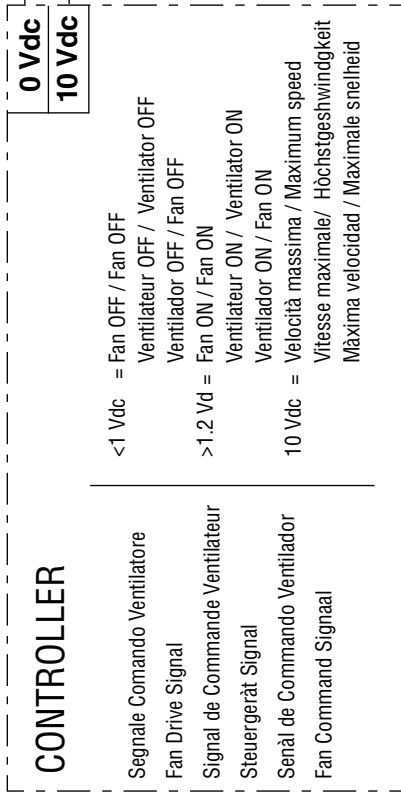 0 Vdc
10 Vdc
CONTROLLER
Segnale Comando Ventilatore
Fan Drive Signal
Signal de Commande Ventilateur
Steuergeràt Signal
Senàl de Commando Ventilador
Fan Command Signaal
<1 Vdc = Fan OFF / Fan OFF
Ventilateur OFF / Ventilator OFF
Ventilador OFF / Fan OFF
>1.2 Vd = Fan ON / Fan ON
Ventilateur ON / Ventilator ON
Ventilador ON / Fan ON
10 Vdc = Velocità massima / Maximum speed
Vitesse maximale/ Hòchstgeshwindgkeit
Màxima velocidad / Maximale snelheid